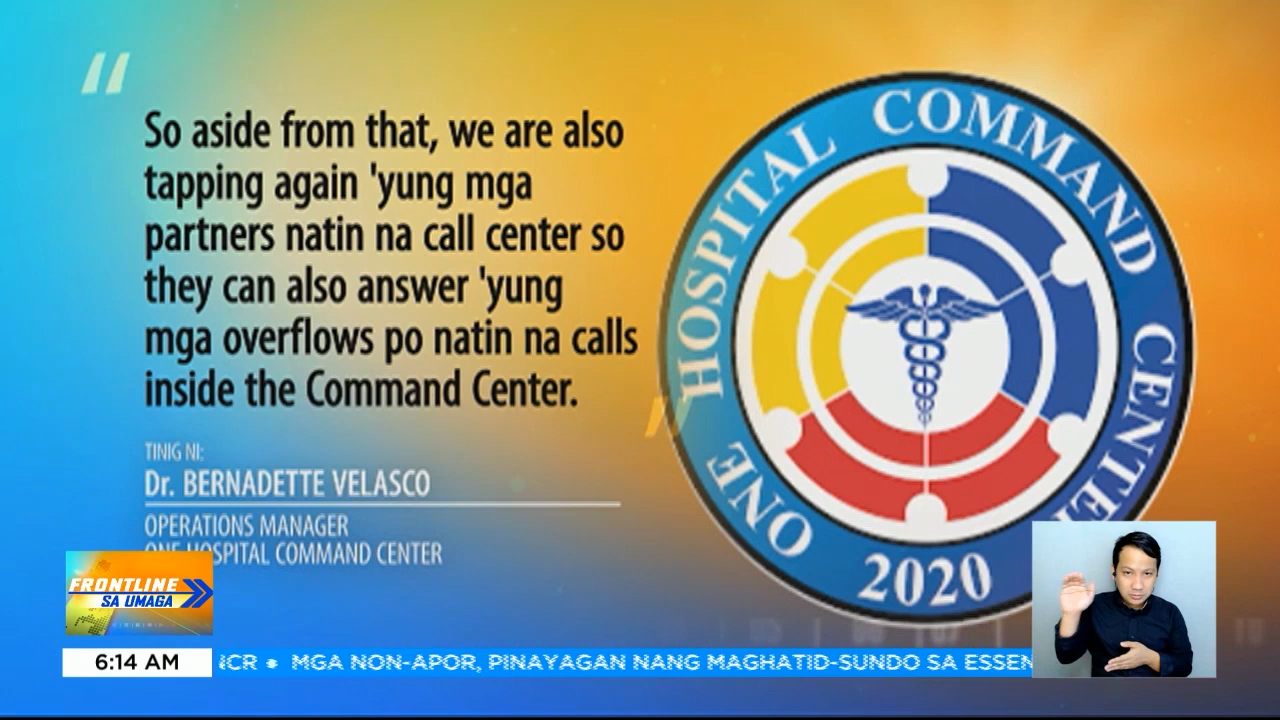 “
So aside from that, we are also
tapping again 'yung mga
partners natin na call center so
they can also answer 'yung
mga overflows po natin na calls
inside the Command Center.
”
TINIG NI:
Dr. BERNADETTE VELASCO
OPERATIONS MANAGER
ONE HOSPITAL COMMAND CENTER
ONE HOSPITAL COMMAND CENTER
2020
FRONTLINE
SA UMAGA
6:14 AM
NCR • MGA NON-APOR, PINAYAGAN NANG MAGHATID-SUNDO SA ESSEN